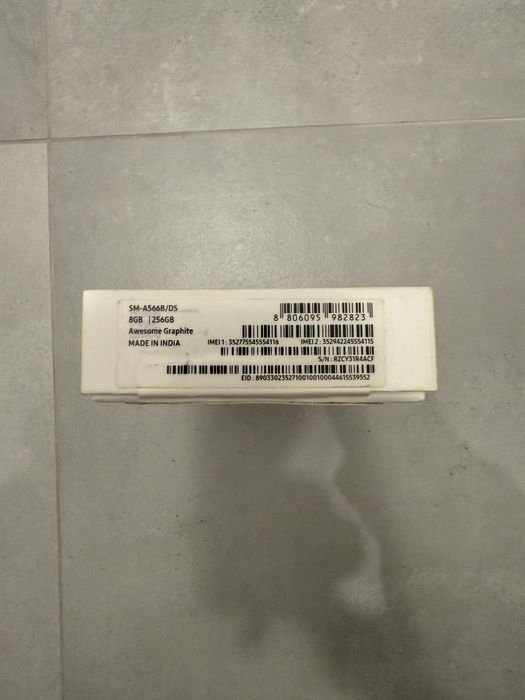 SM-A566B/DS
8GB | 256GB
Awesome Graphite
MADE IN INDIA
8 806095 982823
IMEI 1 : 352775545554116 IMEI 2 : 352942245554115
S/N : RZCY31R4ACF
EID : 89033023527100100100044615539552